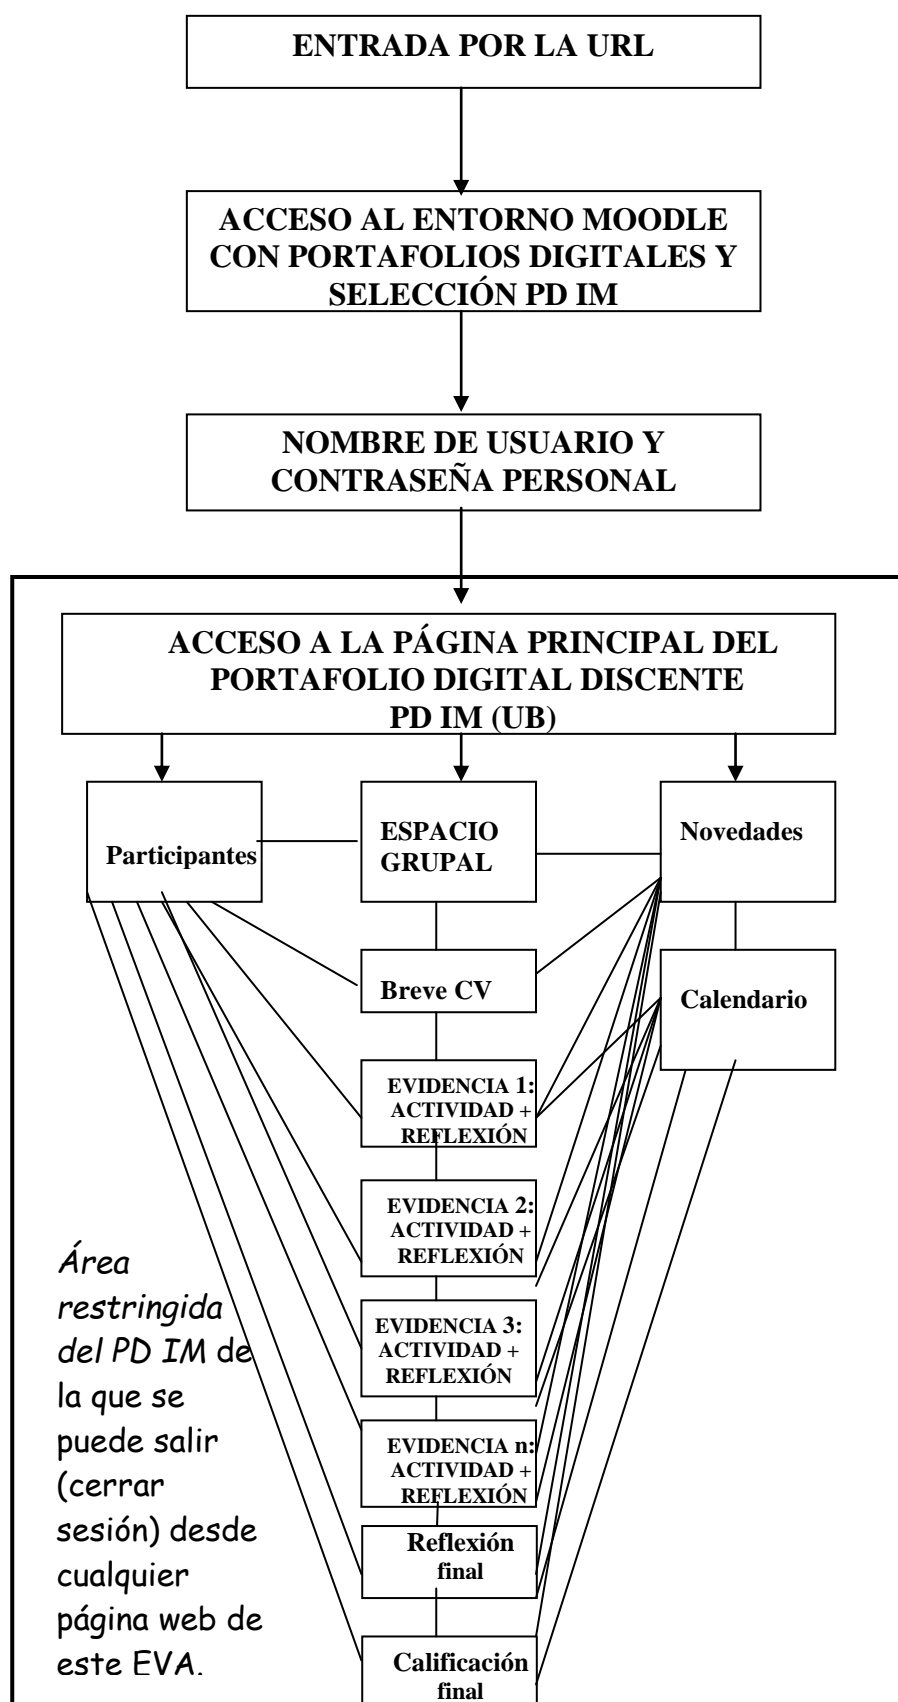 ENTRADA POR LA URL
ACCESO AL ENTORNO MOODLE
CON PORTAFOLIOS DIGITALES Y
SELECCIÓN PD IM
NOMBRE DE USUARIO Y
CONTRASEÑA PERSONAL
ACCESO A LA PÁGINA PRINCIPAL DEL
PORTAFOLIO DIGITAL DISCENTE
PD IM (UB)
Participantes
ESPACIO
GRUPAL
Novedades
Breve CV
Calendario
EVIDENCIA 1:
ACTIVIDAD +
REFLEXIÓN
EVIDENCIA 2:
ACTIVIDAD +
REFLEXIÓN
EVIDENCIA 3:
ACTIVIDAD +
REFLEXIÓN
EVIDENCIA n:
ACTIVIDAD +
REFLEXIÓN
Reflexión
final
Calificación
final
Área
restringida
del PD IM de
la que se
puede salir
(cerrar
sesión) desde
cualquier
página web de
este EVA.